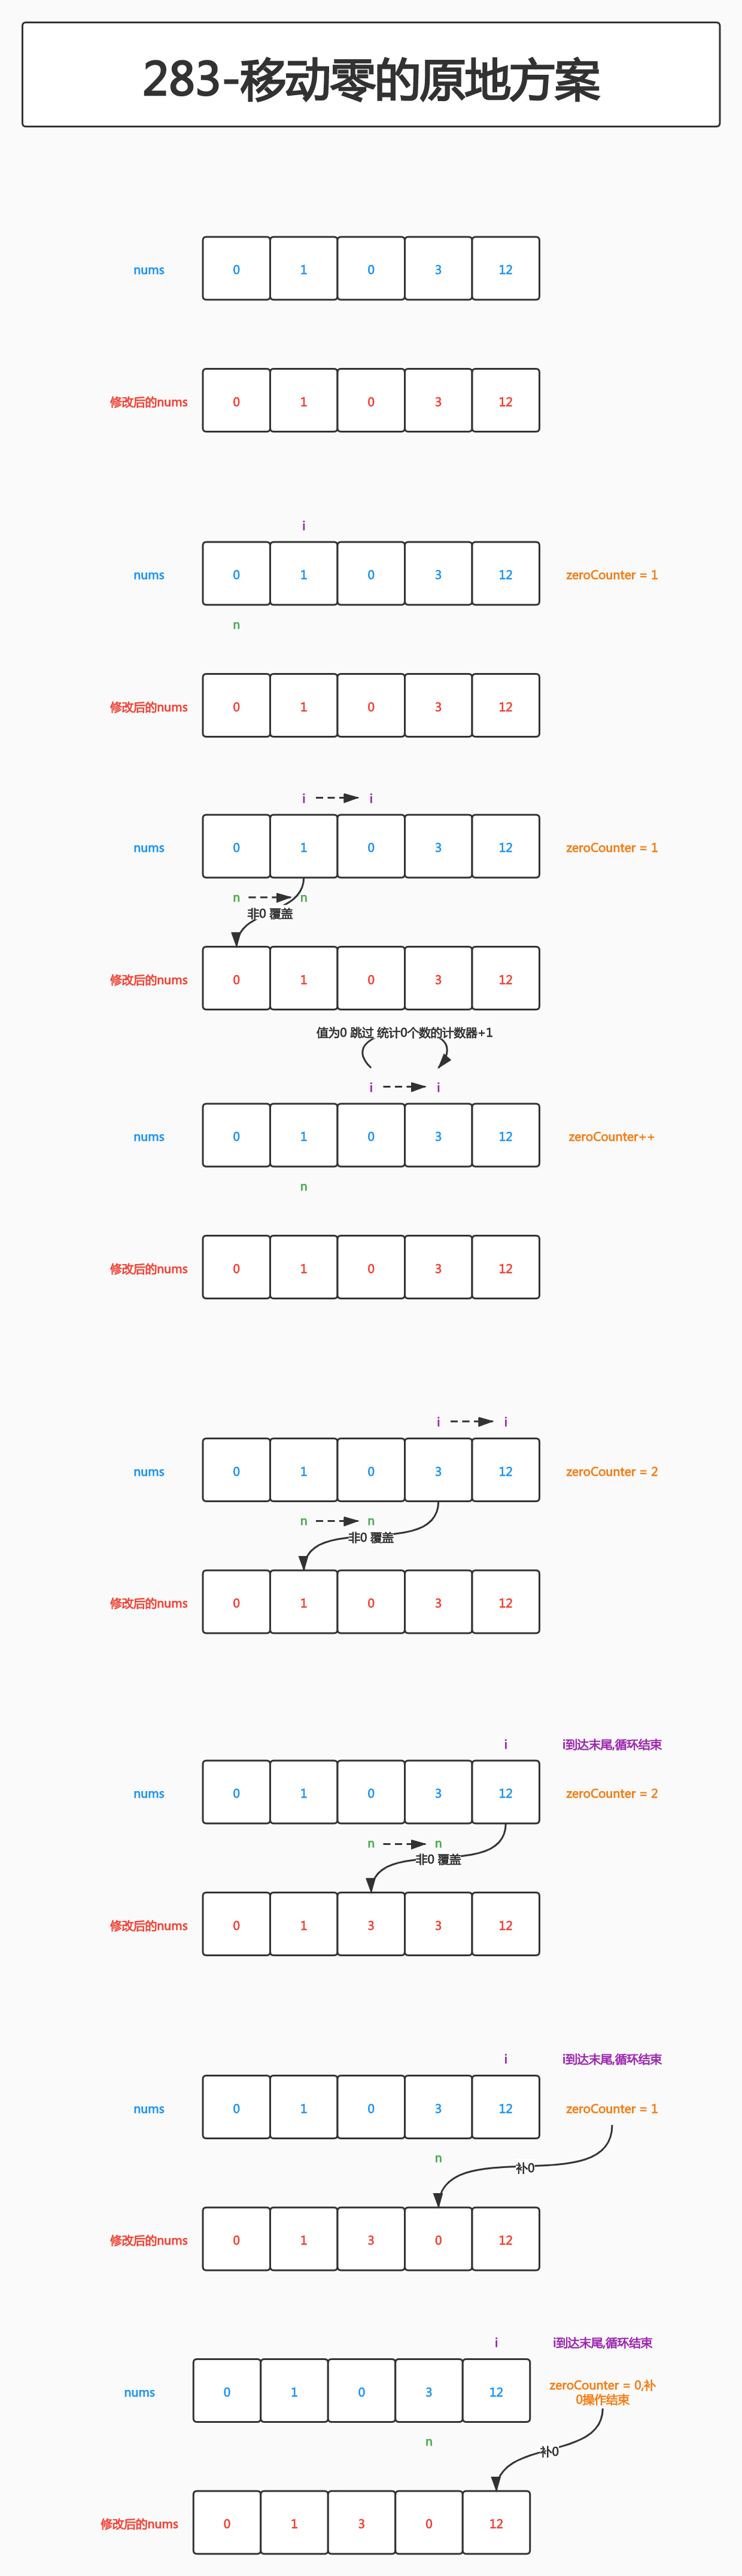 283-移动零的原地方案
nums 0 1 0 3 12
修改后的nums 0 1 0 3 12
i
nums 0 1 0 3 12 zeroCounter = 1
n
修改后的nums 0 1 0 3 12
i i
nums 0 1 0 3 12 zeroCounter = 1
n n
非0 覆盖
修改后的nums 0 1 0 3 12
值为0 跳过 统计0个数的计数器+1
i i
nums 0 1 0 3 12 zeroCounter++
n
修改后的nums 0 1 0 3 12
i i
nums 0 1 0 3 12 zeroCounter = 2
n n
非0 覆盖
修改后的nums 0 1 0 3 12
i i到达末尾,循环结束
nums 0 1 0 3 12 zeroCounter = 2
n n
非0 覆盖
修改后的nums 0 1 3 3 12
i i到达末尾,循环结束
nums 0 1 0 3 12 zeroCounter = 1
n
补0
修改后的nums 0 1 3 0 12
i i到达末尾,循环结束
nums 0 1 0 3 12 zeroCounter = 0,补
0操作结束
n
补0
修改后的nums 0 1 3 0 12